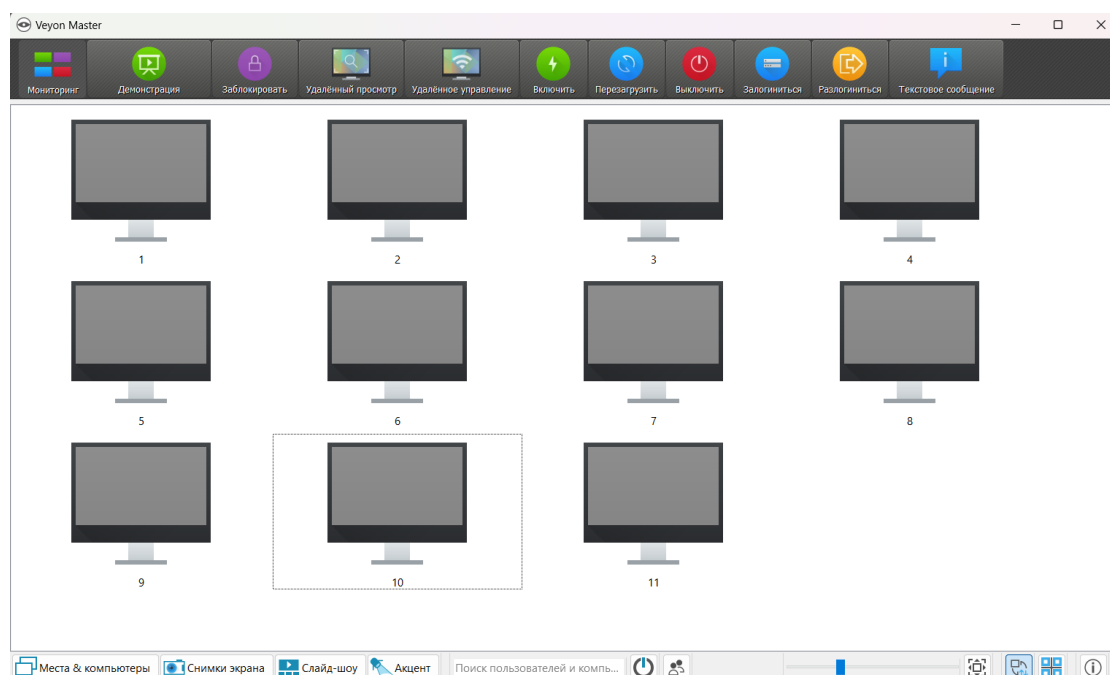 Veyon Master
Мониторинг Демонстрация Заблокировать Удалённый просмотр Удалённое управление Включить Перезагрузить Выключить Залогиниться Разлогиниться Текстовое сообщение
1 2 3 4
5 6 7 8
9 10 11
Места & компьютеры Снимки экрана Слайд-шоу Акцент Поиск пользователей и компь...